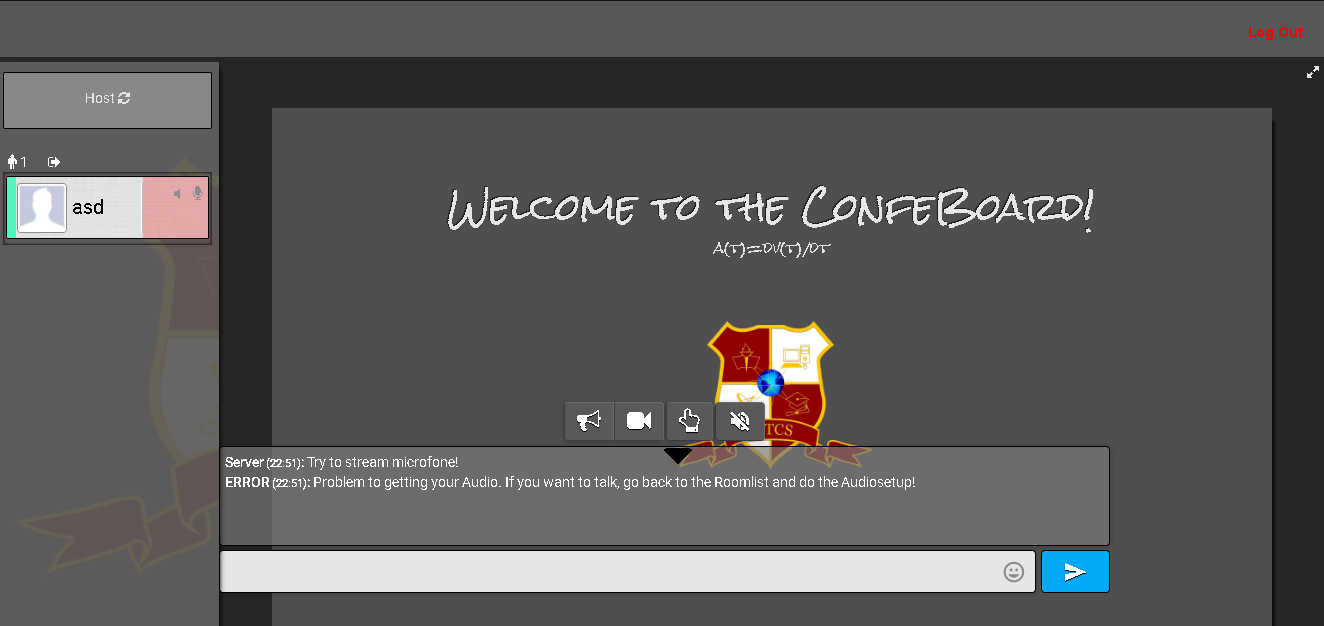 Log Out
Host
1
asd
Welcome to the ConfeBoard!
A(t)=dv(t)/dt
TCS
Server (22:51): Try to stream microfone!
ERROR (22:51): Problem to getting your Audio. If you want to talk, go back to the Roomlist and do the Audiosetup!